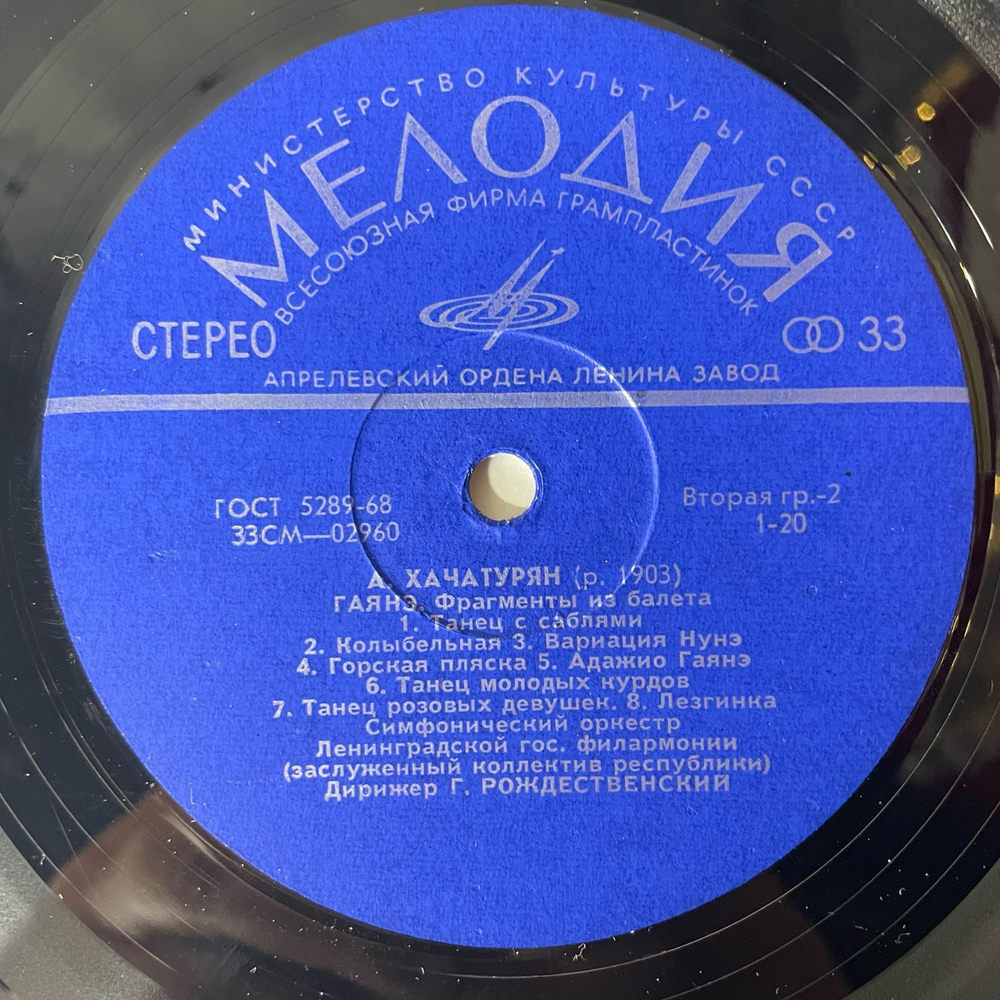 МИНИСТЕРСТВО КУЛЬТУРЫ СССР
МЕЛОДИЯ
ВСЕСОЮЗНАЯ ФИРМА ГРАМПЛАСТИНОК
СТЕРЕО
33
АПРЕЛЕВСКИЙ ОРДЕНА ЛЕНИНА ЗАВОД
ГОСТ 5289-68
Вторая гр.-2
33СМ—02960
1-20
А. ХАЧАТУРЯН (р. 1903)
ГАЯНЭ. Фрагменты из балета
1. Танец с саблями
2. Колыбельная 3. Вариация Нунэ
4. Горская пляска 5. Адажио Гаянэ
6. Танец молодых курдов
7. Танец розовых девушек. 8. Лезгинка
Симфонический оркестр
Ленинградской гос. филармонии
(заслуженный коллектив республики)
Дирижер Г. РОЖДЕСТВЕНСКИЙ